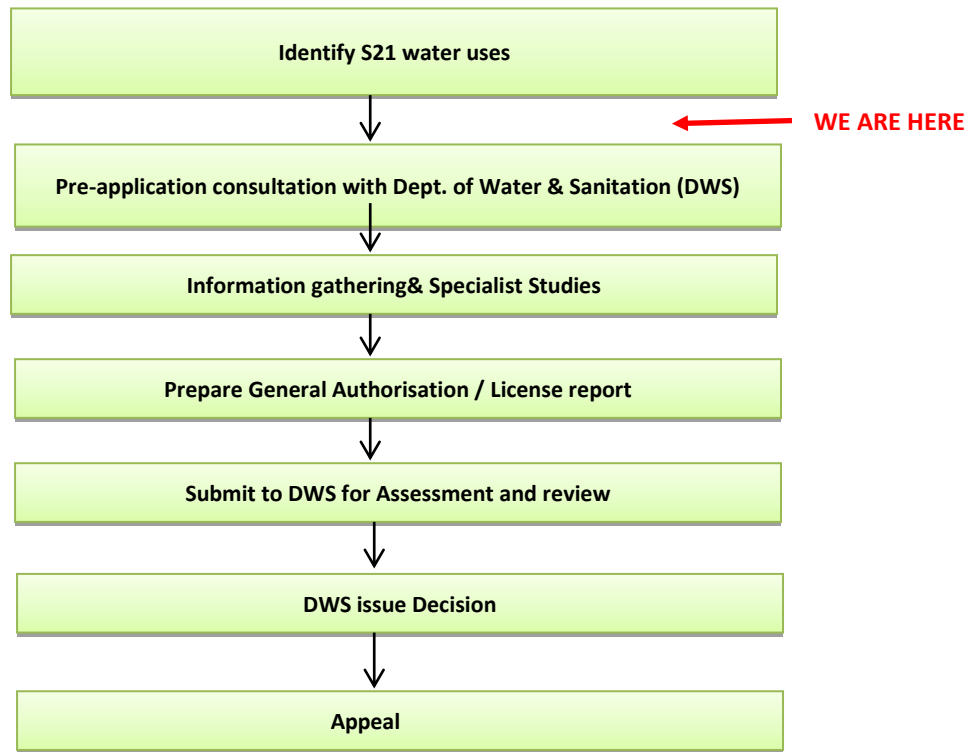 Identify S21 water uses
WE ARE HERE
Pre-application consultation with Dept. of Water & Sanitation (DWS)
Information gathering& Specialist Studies
Prepare General Authorisation / License report
Submit to DWS for Assessment and review
DWS issue Decision
Appeal